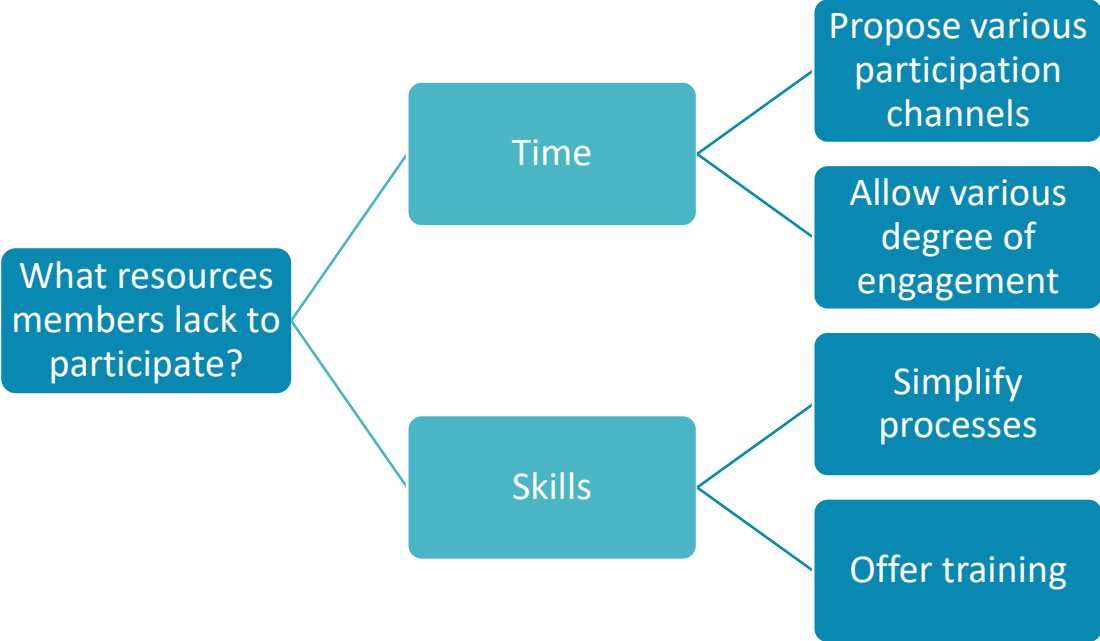 What resources
members lack to
participate?
Time
Propose various
participation
channels
Allow various
degree of
engagement
Skills
Simplify
processes
Offer training